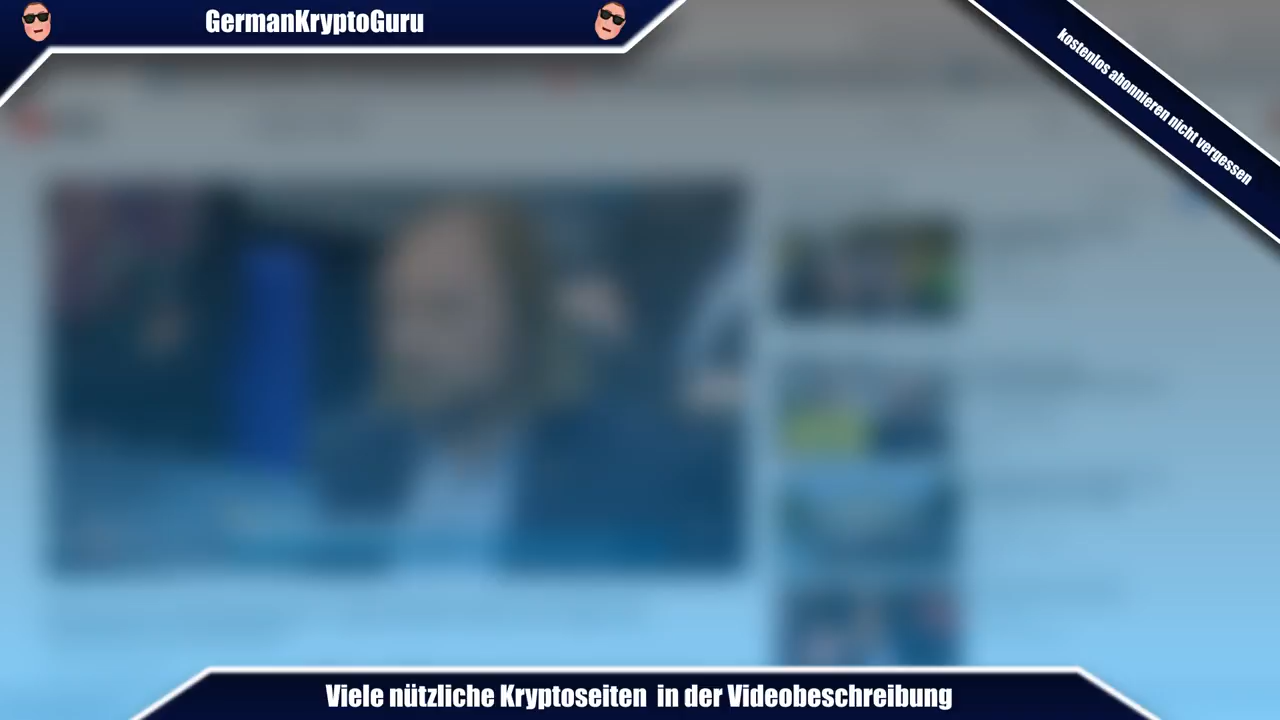 GermanKryptoGuru
kostenlos abonnieren nicht vergessen
Viele nützliche Kryptoseiten in der Videobeschreibung